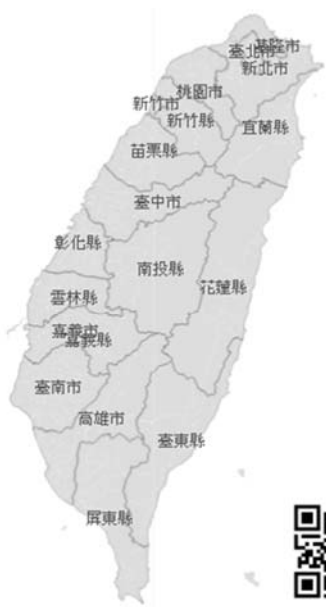 基隆市
臺北市
新北市
桃園市
新竹市
新竹縣
宜蘭縣
苗栗縣
臺中市
彰化縣
南投縣
花蓮縣
雲林縣
嘉義市
嘉義縣
臺南市
高雄市
臺東縣
屏東縣